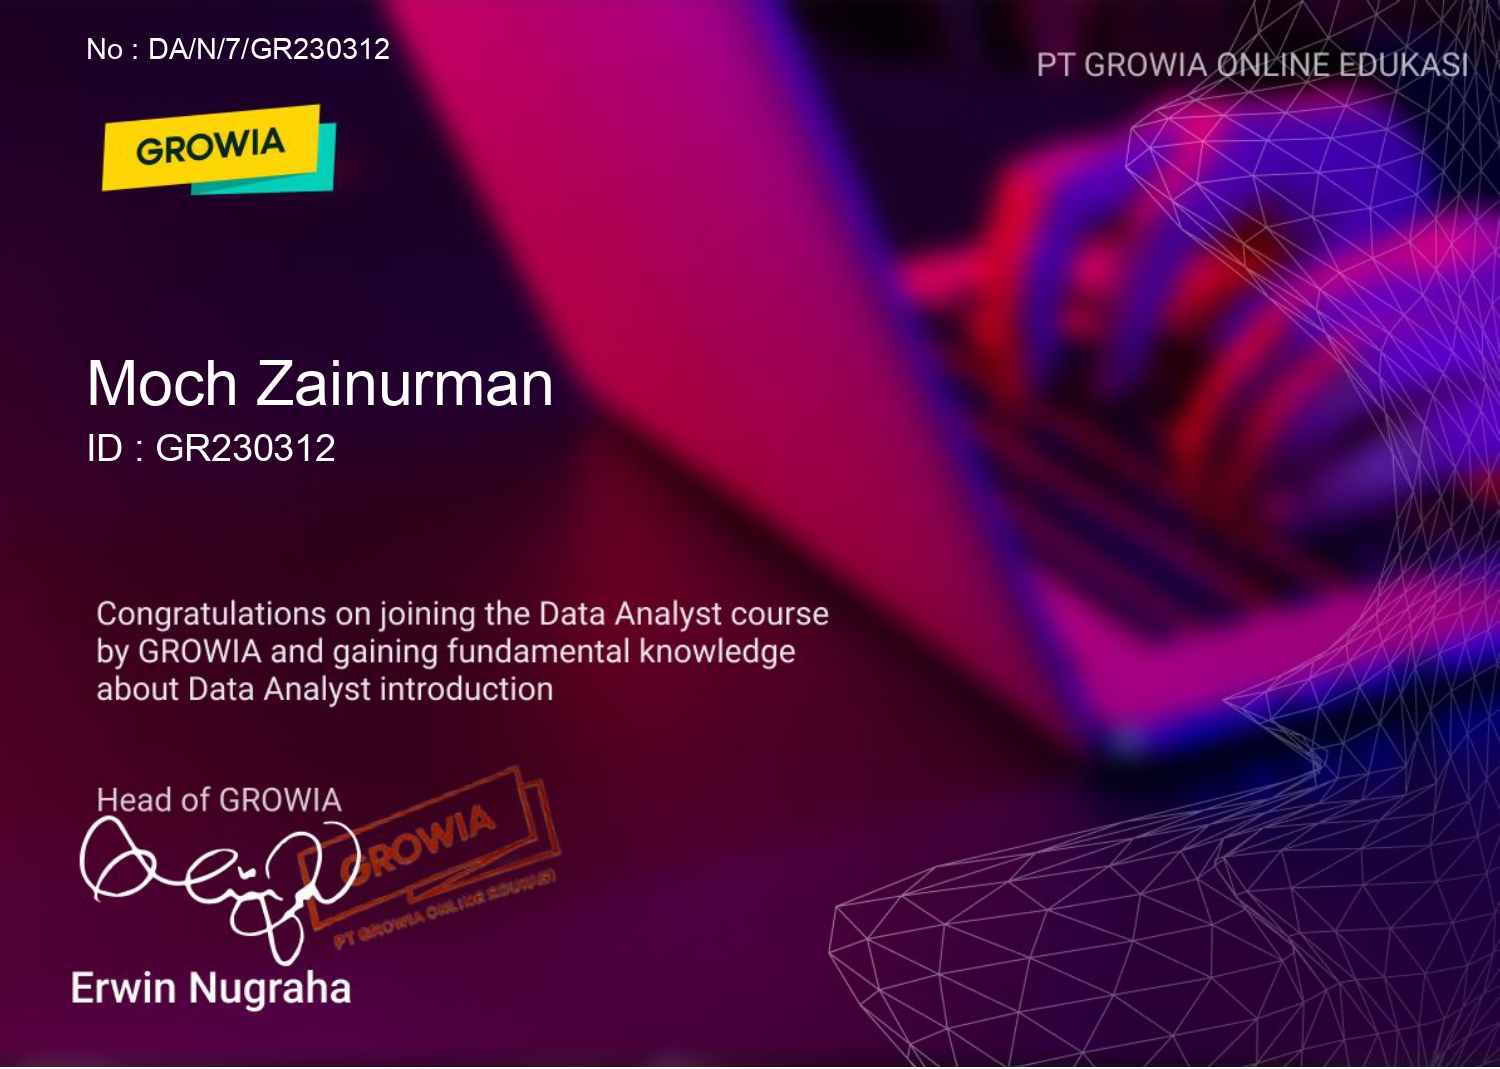 No : DA/N/7/GR230312
PT GROWIA ONLINE EDUKASI
GROWIA
Moch Zainurman
ID : GR230312
Congratulations on joining the Data Analyst course
by GROWIA and gaining fundamental knowledge
about Data Analyst introduction
Head of GROWIA
GROWIA
PT GROWIA ONLINE EDUKASI
Erwin Nugraha